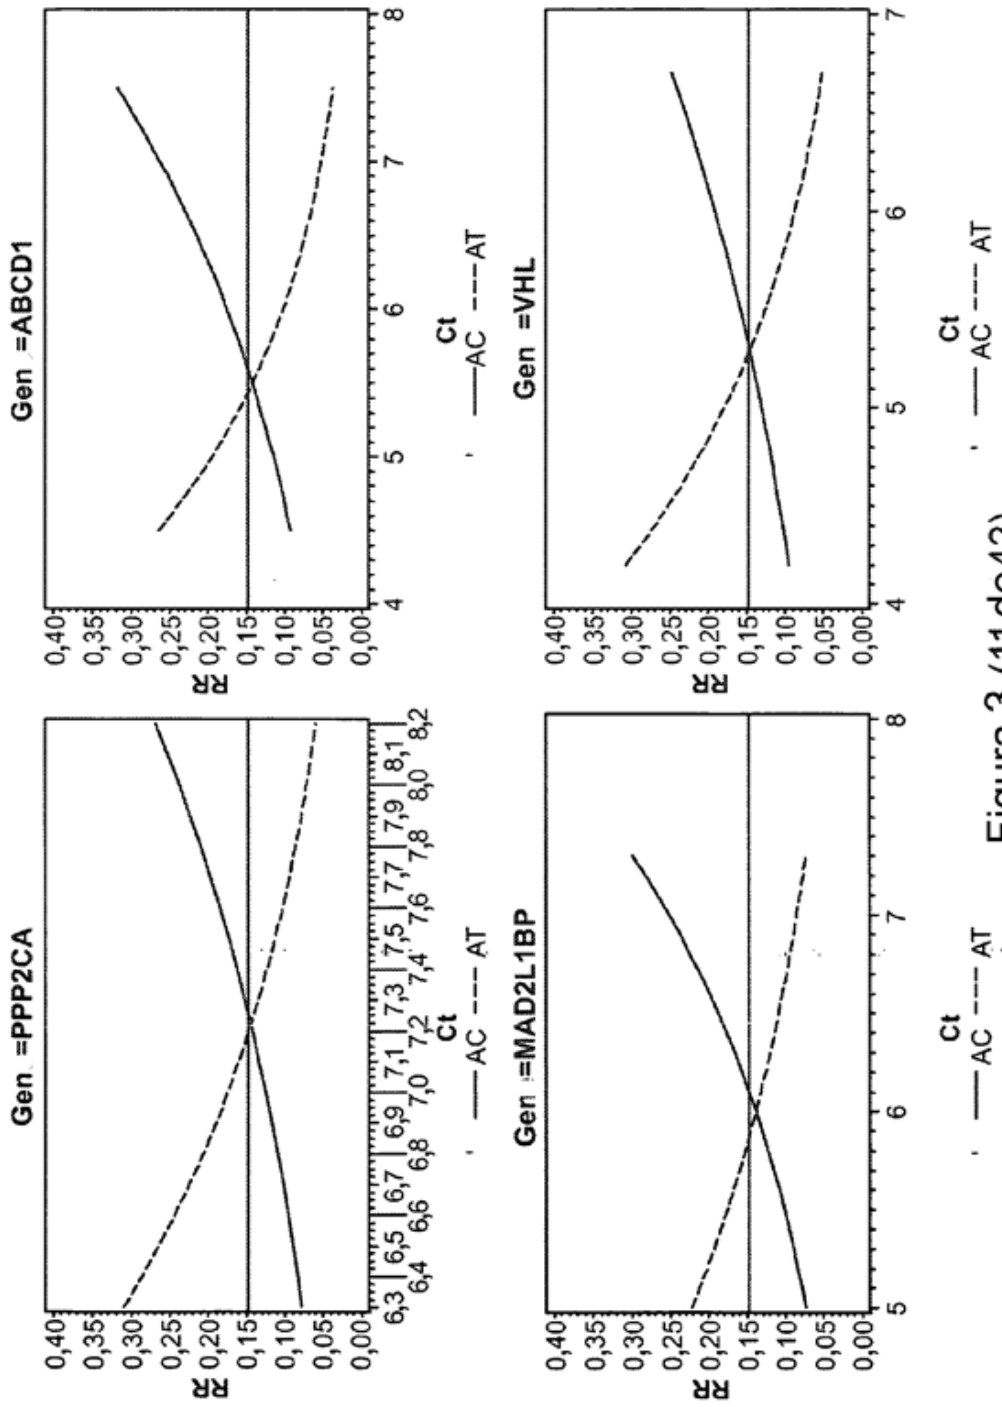 Gen =PPP2CA
RR
0,40
0,35
0,30
0,25
0,20
0,15
0,10
0,05
0,00
6,3 6,4 6,5 6,6 6,7 6,8 6,9 7,0 7,1 7,2 7,3 7,4 7,5 7,6 7,7 7,8 7,9 8,0 8,1 8,2
Ct
AC AT
Gen =ABCD1
RR
0,40
0,35
0,30
0,25
0,20
0,15
0,10
0,05
0,00
4 5 6 7 8
Ct
AC AT
Gen =MAD2L1BP
RR
0,40
0,35
0,30
0,25
0,20
0,15
0,10
0,05
0,00
5 6 7 8
Ct
AC AT
Gen =VHL
RR
0,40
0,35
0,30
0,25
0,20
0,15
0,10
0,05
0,00
4 5 6 7
Ct
AC AT
Figure 3 (11 de42)